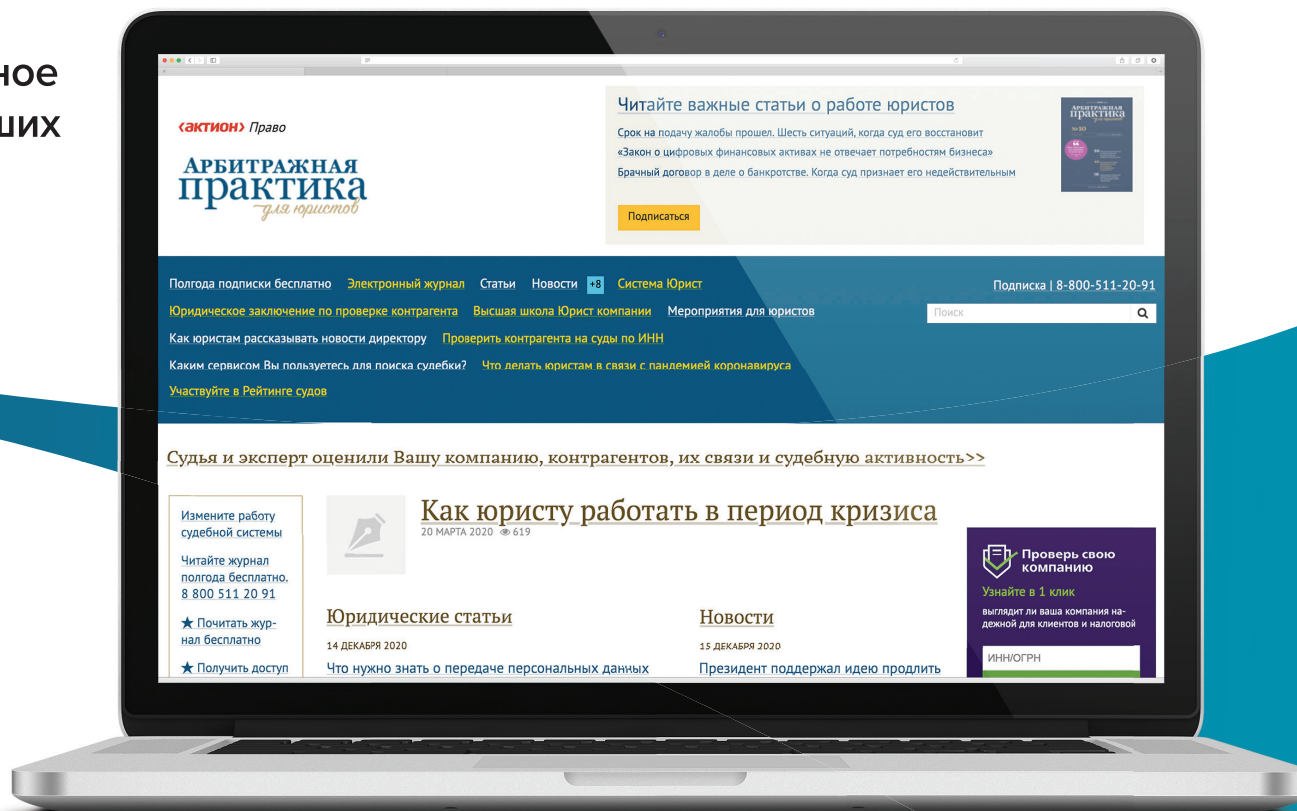 ное
ших
‹актион› Право
Арбитражная
практика
для юристов
Читайте важные статьи о работе юристов
Срок на подачу жалобы прошел. Шесть ситуаций, когда суд его восстановит
«Закон о цифровых финансовых активах не отвечает потребностям бизнеса»
Брачный договор в деле о банкротстве. Когда суд признает его недействительным
Подписаться
Арбитражная
практика
для юристов
№10
Полгода подписки бесплатно Электронный журнал Статьи Новости +8 Система Юрист
Подписка | 8-800-511-20-91
Юридическое заключение по проверке контрагента Высшая школа Юрист компании Мероприятия для юристов
Поиск
Как юристам рассказывать новости директору Проверить контрагента на суды по ИНН
Каким сервисом Вы пользуетесь для поиска судебки? Что делать юристам в связи с пандемией коронавируса
Участвуйте в Рейтинге судов
Судья и эксперт оценили Вашу компанию, контрагентов, их связи и судебную активность>>
Измените работу
судебной системы
Читайте журнал
полгода бесплатно.
8 800 511 20 91
★ Почитать жур-
нал бесплатно
★ Получить доступ
Как юристу работать в период кризиса
20 МАРТА 2020 619
Юридические статьи
14 ДЕКАБРЯ 2020
Что нужно знать о передаче персональных данных
Новости
15 ДЕКАБРЯ 2020
Президент поддержал идею продлить
Проверь свою
компанию
Узнайте в 1 клик
выглядит ли ваша компания на-
дежной для клиентов и налоговой
ИНН/ОГРН